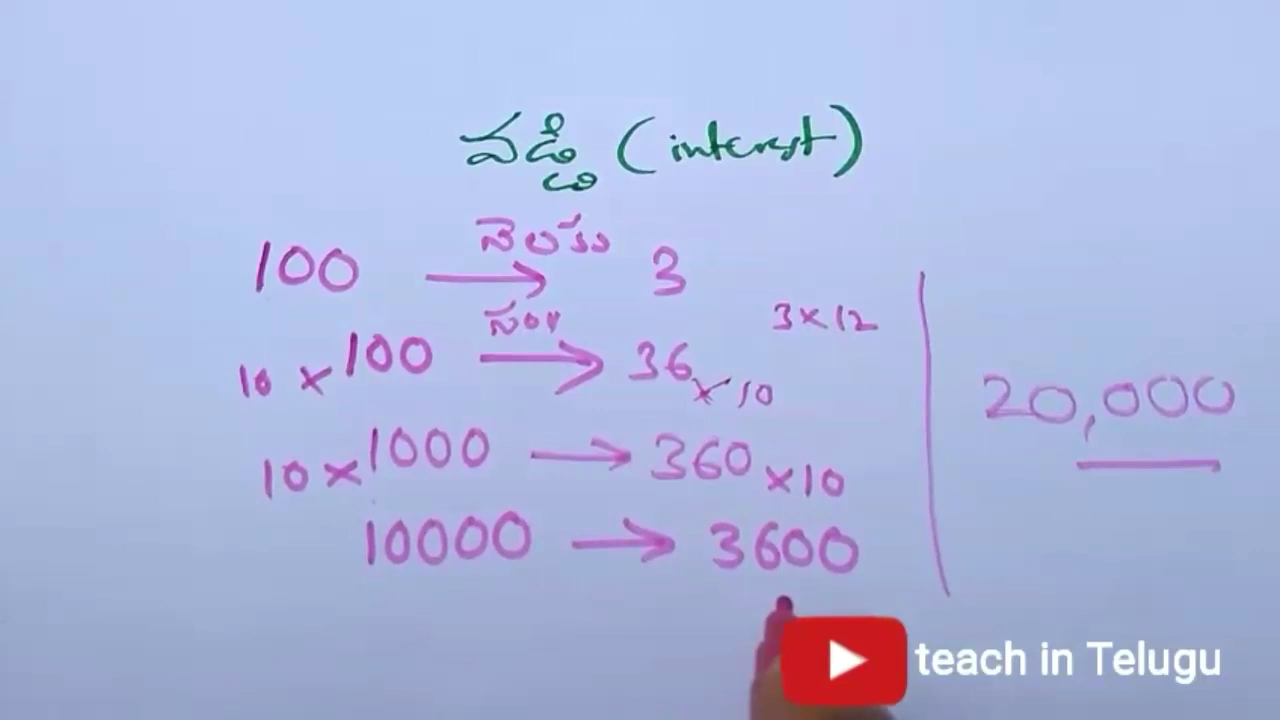 వడ్డి (interest)
100 నెలకు → 3
3 x 12
10 x 100 సం॥ → 36 x 10
10 x 1000 → 360 x 10
10000 → 3600
20,000
teach in Telugu